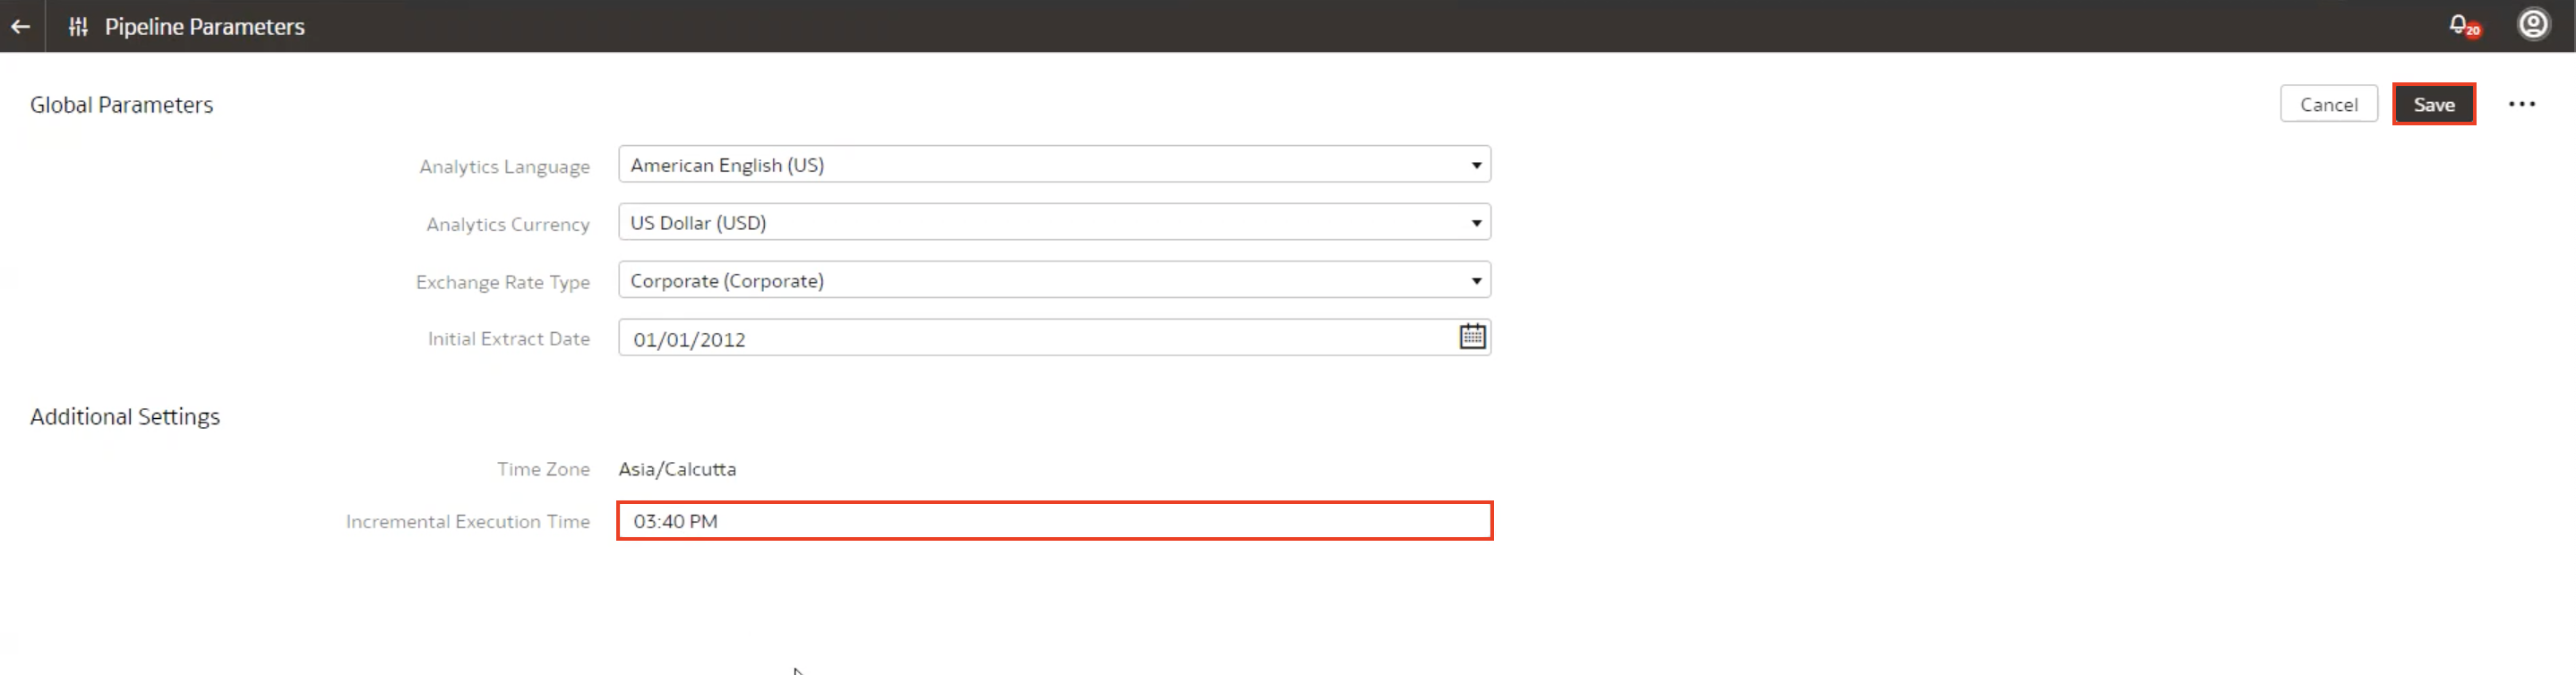 Pipeline Parameters
20
Global Parameters
Cancel
Save
Analytics Language
American English (US)
Analytics Currency
US Dollar (USD)
Exchange Rate Type
Corporate (Corporate)
Initial Extract Date
01/01/2012
Additional Settings
Time Zone
Asia/Calcutta
Incremental Execution Time
03:40 PM